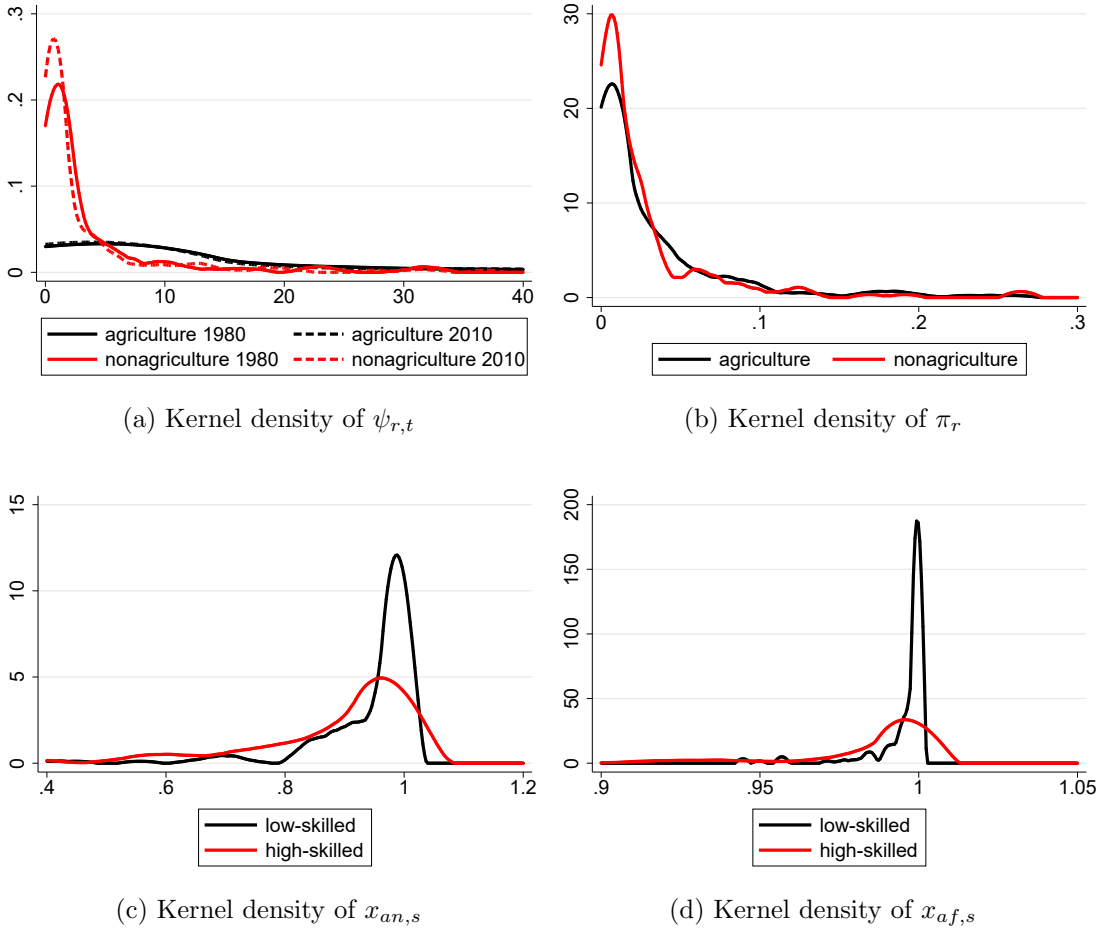 .3
.2
.1
0
0 10 20 30 40
agriculture 1980 agriculture 2010
nonagriculture 1980 nonagriculture 2010
(a) Kernel density of ψr,t
30
20
10
0
0 .1 .2 .3
agriculture nonagriculture
(b) Kernel density of πr
15
10
5
0
.4 .6 .8 1 1.2
low-skilled
high-skilled
(c) Kernel density of xan,s
200
150
100
50
0
.9 .95 1 1.05
low-skilled
high-skilled
(d) Kernel density of xaf,s